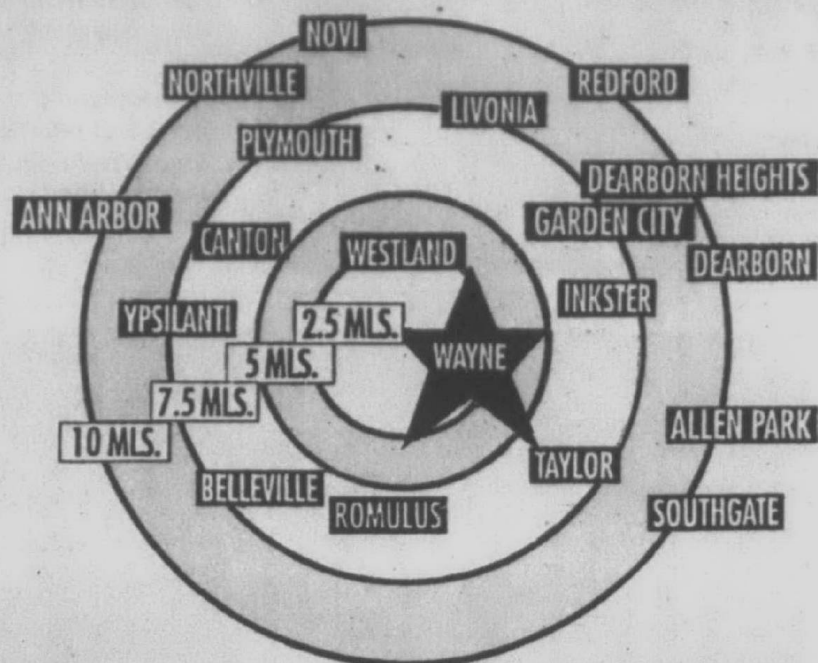 NOVI
NORTHVILLE
REDFORD
LIVONIA
PLYMOUTH
DEARBORN HEIGHTS
ANN ARBOR
GARDEN CITY
CANTON
WESTLAND
DEARBORN
INKSTER
YPSILANTI
2.5 MLS.
WAYNE
5 MLS.
7.5 MLS.
10 MLS.
ALLEN PARK
TAYLOR
BELLEVILLE
ROMULUS
SOUTHGATE